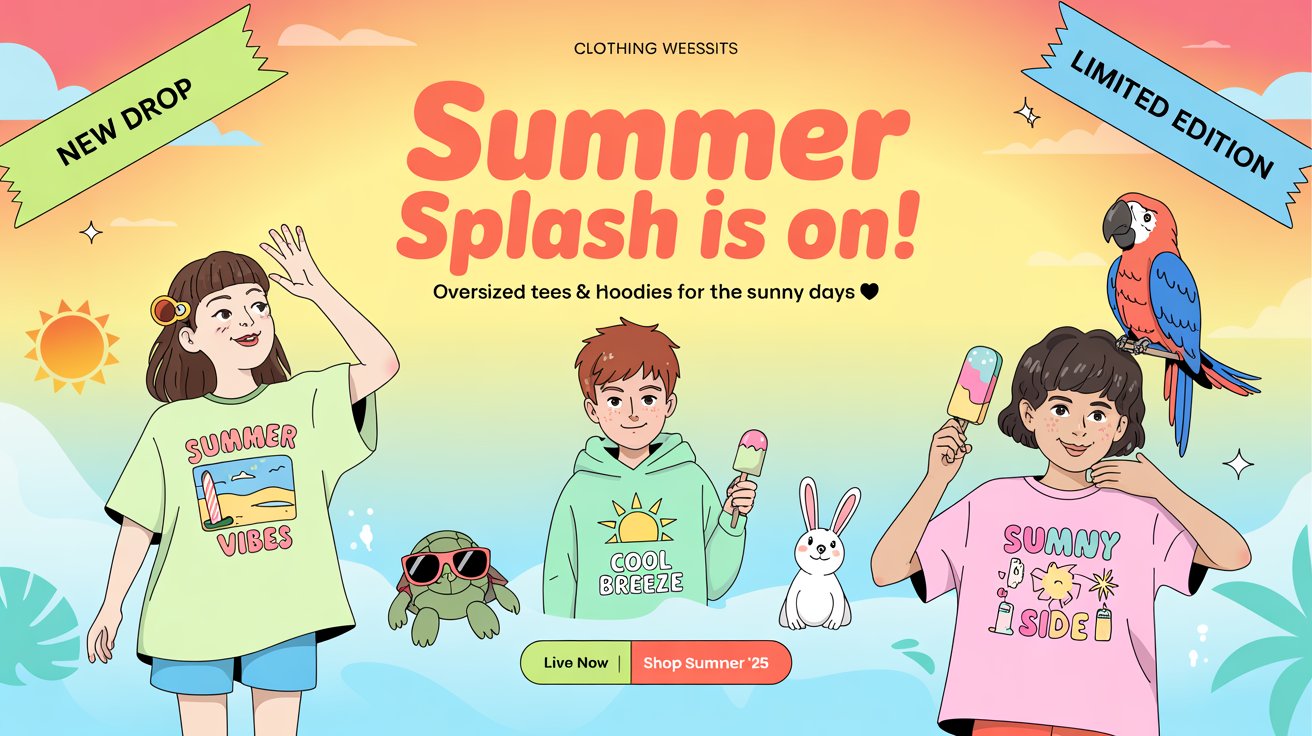 CLOTHING WEESSITS
NEW DROP
LIMITED EDITION
Summer
Splash is on!
Oversized tees & Hoodies for the sunny days 🖤
SUMMER
VIBES
COOL
BREEZE
SUMNY
SIDE
Live Now | Shop Sumner '25